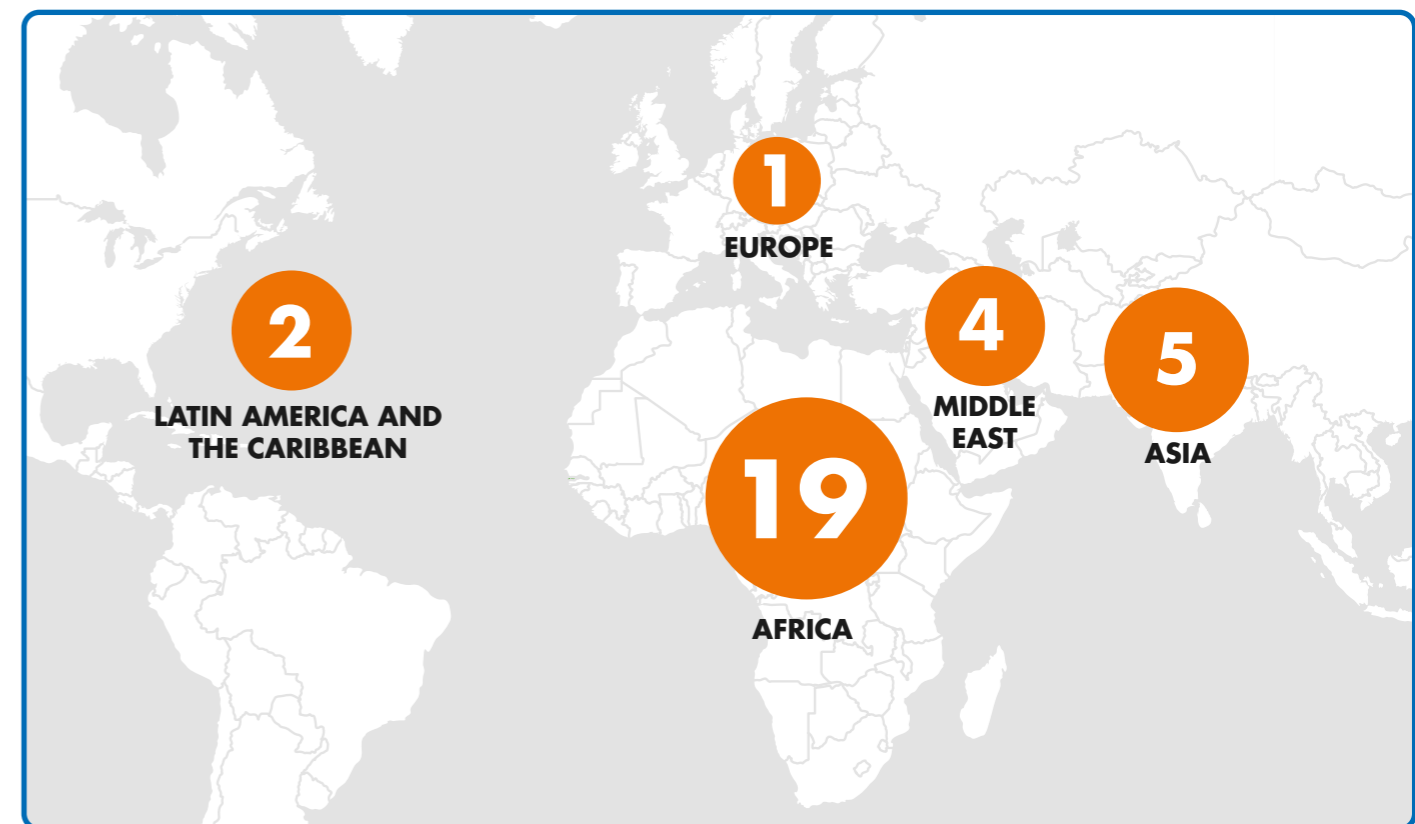 1
EUROPE
2
LATIN AMERICA AND
THE CARIBBEAN
4
MIDDLE
EAST
5
ASIA
19
AFRICA